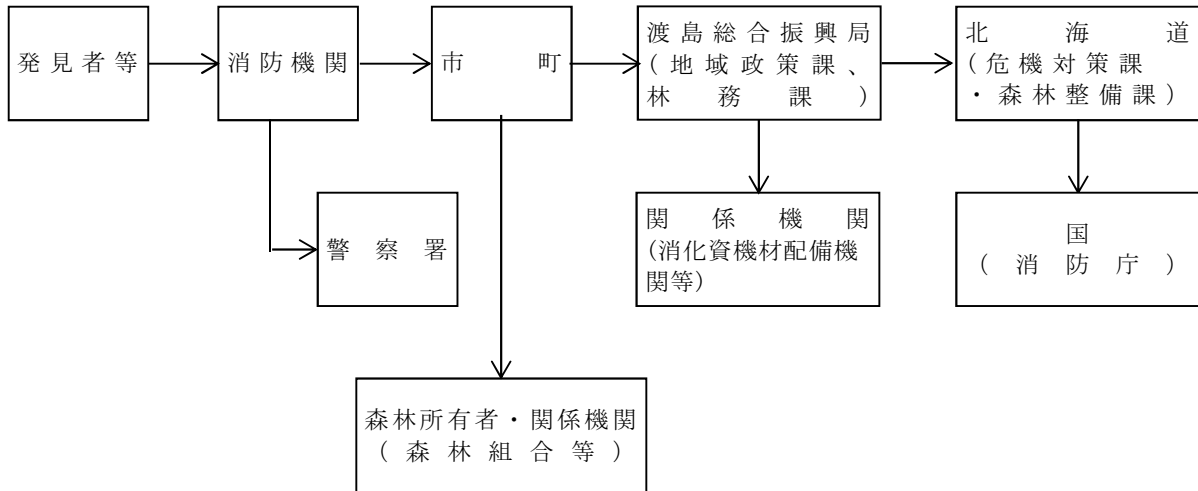 発見者等
消防機関
市町
渡島総合振興局
(地域政策課、
林務課)
北海道
(危機対策課
・森林整備課)
警察署
関係機関
(消化資機材配備機
関等)
国
(消防庁)
森林所有者・関係機関
(森林組合等)